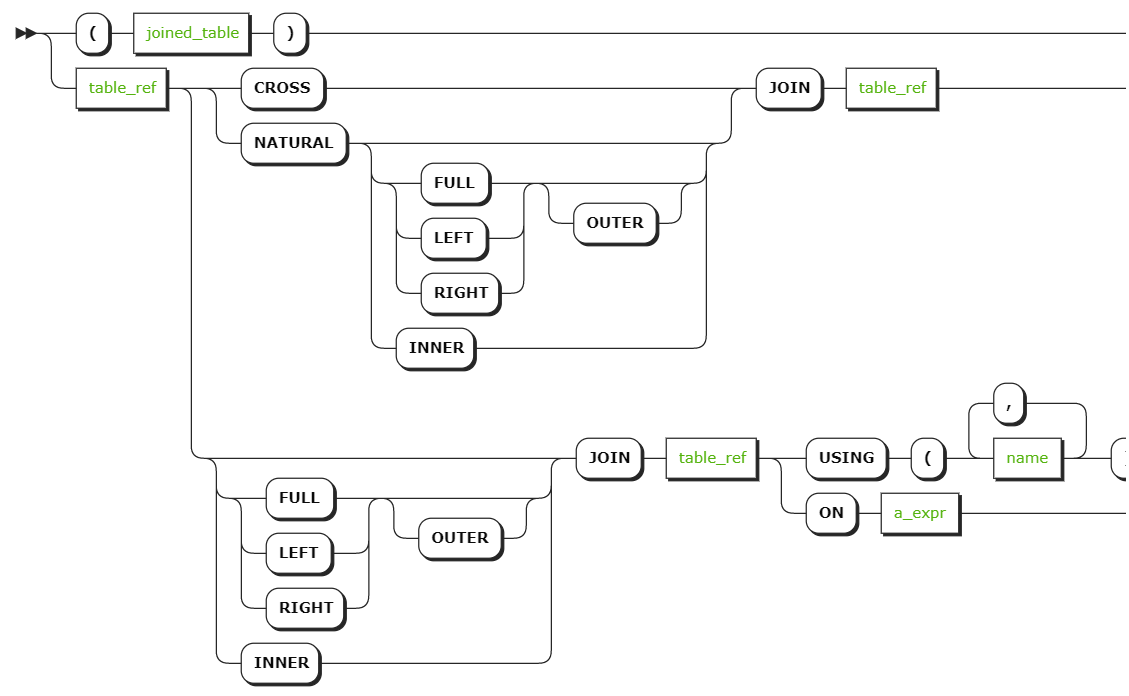 ( joined_table )
table_ref CROSS JOIN table_ref
NATURAL
FULL
OUTER
LEFT
RIGHT
INNER
,
JOIN table_ref USING ( name )
FULL
ON a_expr
OUTER
LEFT
RIGHT
INNER